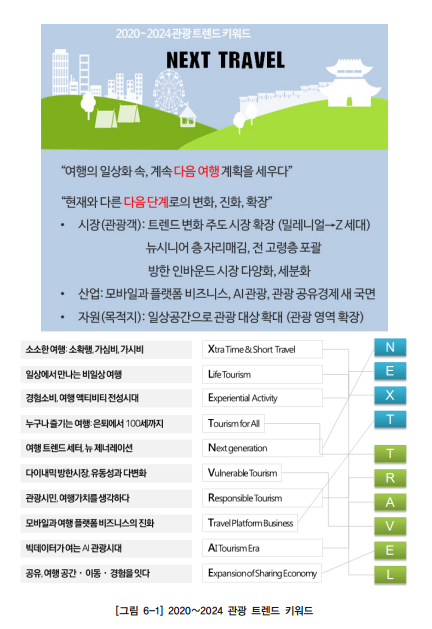 2020~2024 관광 트렌드 키워드
NEXT TRAVEL
“여행의 일상화 속, 계속 다음 여행 계획을 세우다”
“현재와 다른 다음 단계로의 변화, 진화, 확장”
• 시장(관광객): 트렌드 변화 주도 시장 확장 (밀레니얼→Z 세대)
뉴시니어 층 자리매김, 전 고령층 포괄
방한 인바운드 시장 다양화, 세분화
• 산업: 모바일과 플랫폼 비즈니스, AI 관광, 관광 공유경제 새 국면
• 자원(목적지): 일상공간으로 관광 대상 확대 (관광 영역 확장)
소소한 여행: 소확행, 가심비, 가시비 Xtra Time & Short Travel N
일상에서 만나는 비일상 여행 Life Tourism E
경험소비, 여행 액티비티 전성시대 Experiential Activity X
누구나 즐기는 여행: 은퇴에서 100세까지 Tourism for All T
여행 트렌드 세터, 뉴 제너레이션 Next generation T
다이내믹 방한시장, 유동성과 다변화 Vulnerable Tourism R
관광시민, 여행가치를 생각하다 Responsible Tourism A
모바일과 여행 플랫폼 비즈니스의 진화 Travel Platform Business V
빅데이터가 여는 AI 관광시대 AI Tourism Era E
공유, 여행 공간 · 이동 · 경험을 잇다 Expansion of Sharing Economy L
[그림 6-1] 2020~2024 관광 트렌드 키워드